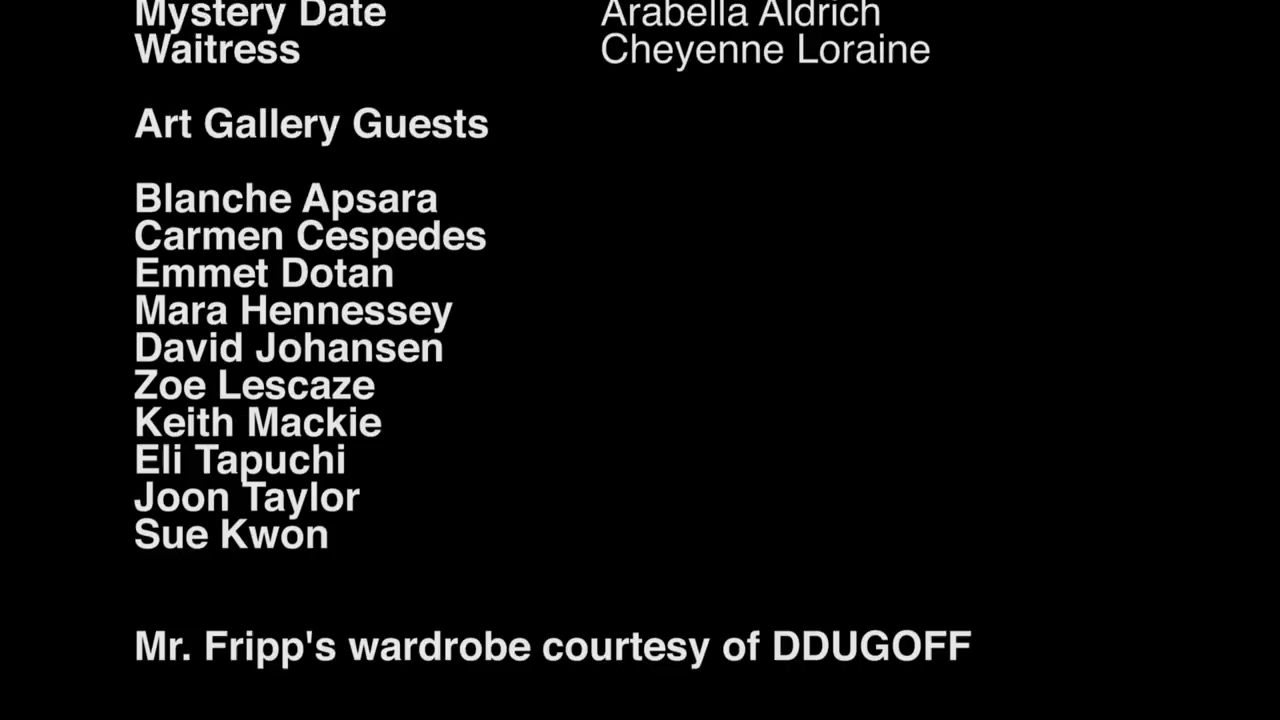 Mystery Date Arabella Aldrich
Waitress Cheyenne Loraine
Art Gallery Guests
Blanche Apsara
Carmen Cespedes
Emmet Dotan
Mara Hennessey
David Johansen
Zoe Lescaze
Keith Mackie
Eli Tapuchi
Joon Taylor
Sue Kwon
Mr. Fripp's wardrobe courtesy of DDUGOFF